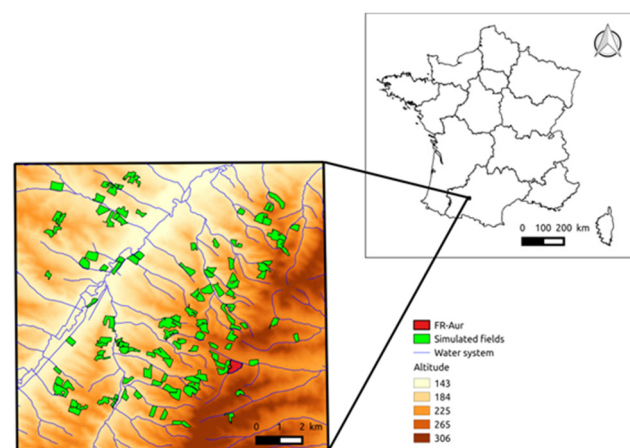 0 100 200 km
FR-Aur
Simulated fields
Water system
Altitude
143
184
225
265
306
0 1 2 km